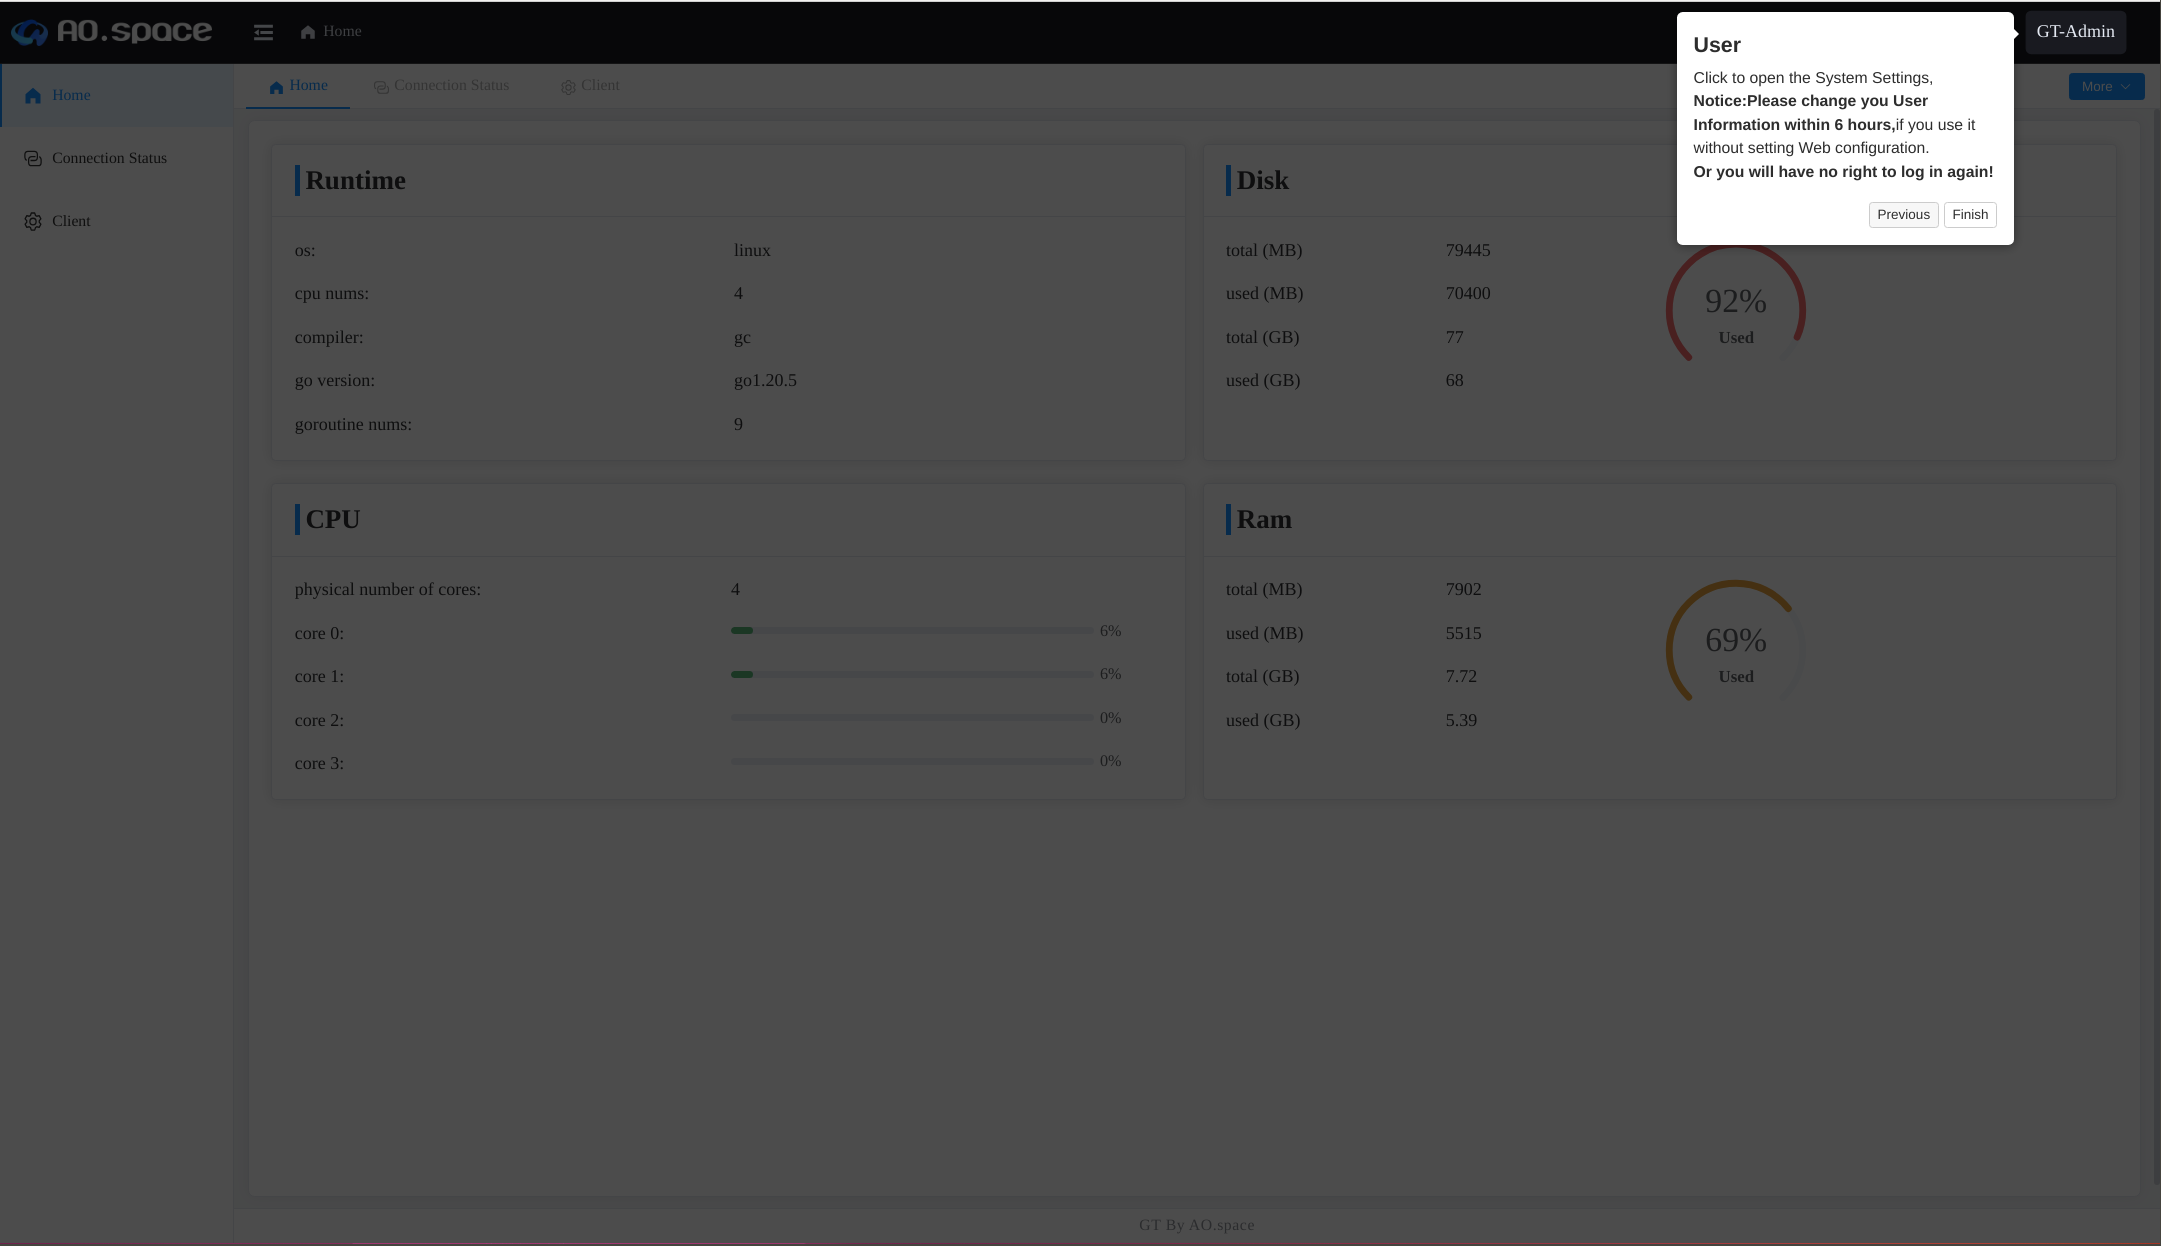 AO.space
Home
GT-Admin
Home
Connection Status
Client
Home
Connection Status
Client
More
User
Click to open the System Settings,
Notice:Please change you User
Information within 6 hours,if you use it
without setting Web configuration.
Or you will have no right to log in again!
Previous
Finish
Runtime
os: linux
cpu nums: 4
compiler: gc
go version: go1.20.5
goroutine nums: 9
Disk
total (MB) 79445
used (MB) 70400
total (GB) 77
used (GB) 68
92%
Used
CPU
physical number of cores: 4
core 0: 6%
core 1: 6%
core 2: 0%
core 3: 0%
Ram
total (MB) 7902
used (MB) 5515
total (GB) 7.72
used (GB) 5.39
69%
Used
GT By AO.space